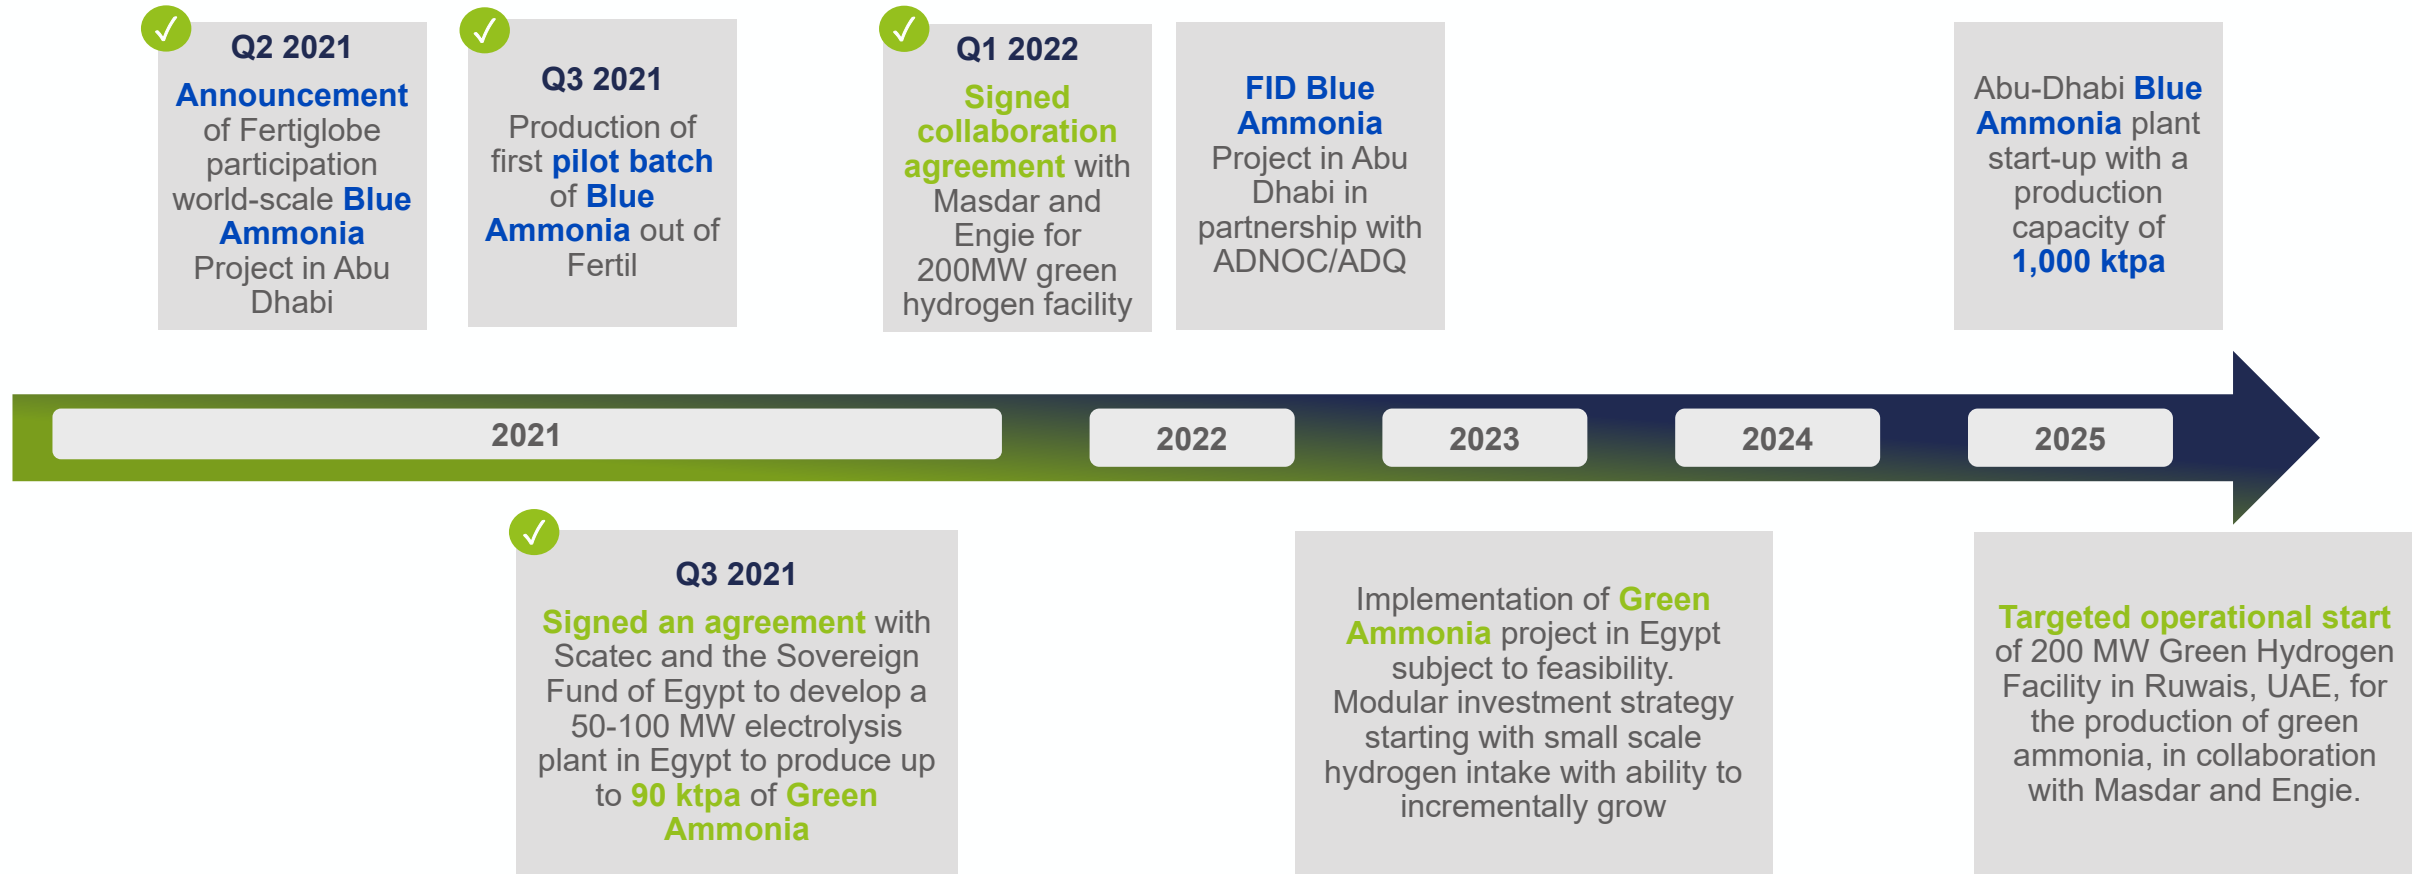 Q2 2021
Announcement
of Fertiglobe
participation
world-scale Blue
Ammonia
Project in Abu
Dhabi
Q3 2021
Production of
first pilot batch
of Blue
Ammonia out of
Fertil
Q1 2022
Signed
collaboration
agreement with
Masdar and
Engie for
200MW green
hydrogen facility
FID Blue
Ammonia
Project in Abu
Dhabi in
partnership with
ADNOC/ADQ
Abu-Dhabi Blue
Ammonia plant
start-up with a
production
capacity of
1,000 ktpa
2021
2022
2023
2024
2025
Q3 2021
Signed an agreement with
Scatec and the Sovereign
Fund of Egypt to develop a
50-100 MW electrolysis
plant in Egypt to produce up
to 90 ktpa of Green
Ammonia
Implementation of Green
Ammonia project in Egypt
subject to feasibility.
Modular investment strategy
starting with small scale
hydrogen intake with ability to
incrementally grow
Targeted operational start
of 200 MW Green Hydrogen
Facility in Ruwais, UAE, for
the production of green
ammonia, in collaboration
with Masdar and Engie.